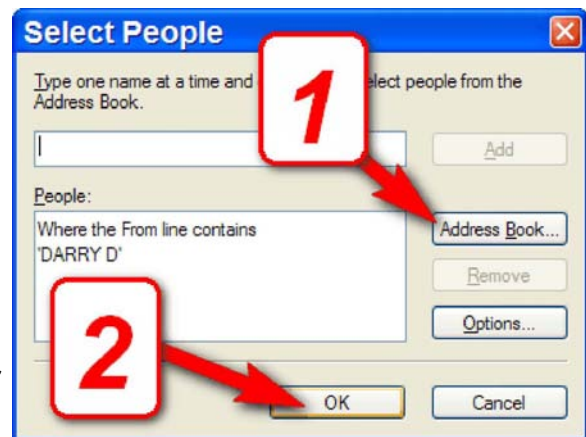 Select People
Type one name at a time and elect people from the
Address Book.
1
Add
People:
Where the From line contains
'DARRY D'
Address Book...
Remove
Options...
2
OK
Cancel